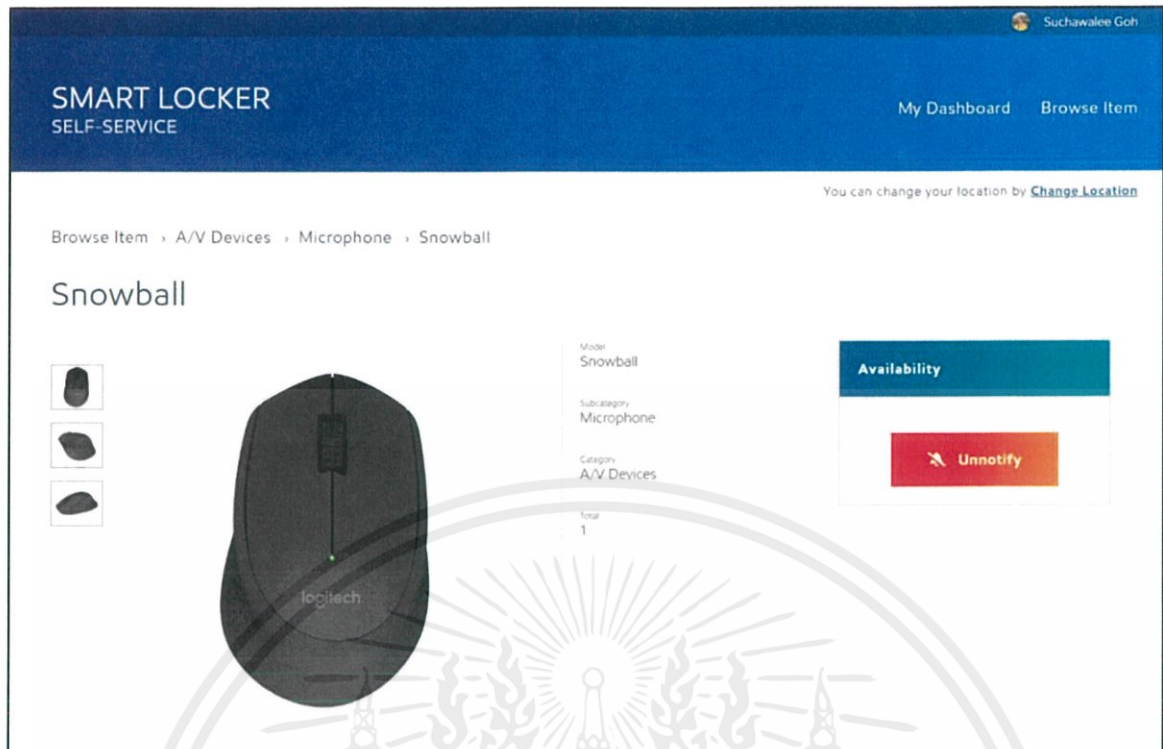 Suchawalee Goh
SMART LOCKER
SELF-SERVICE
My Dashboard
Browse Item
You can change your location by Change Location
Browse Item › A/V Devices › Microphone › Snowball
Snowball
Model
Snowball
Subcategory
Microphone
Category
A/V Devices
Total
1
Availability
Unnotify
logitech